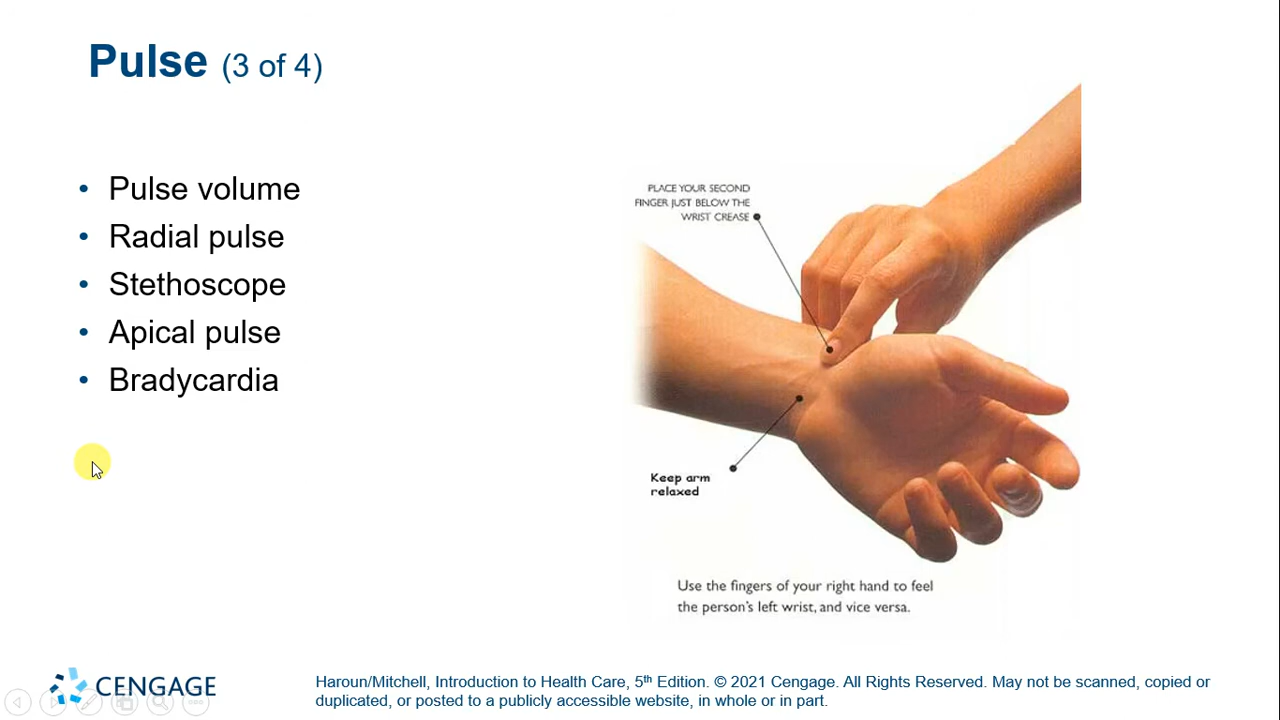 Pulse (3 of 4)
• Pulse volume
• Radial pulse
• Stethoscope
• Apical pulse
• Bradycardia
PLACE YOUR SECOND
FINGER JUST BELOW THE
WRIST CREASE
Keep arm
relaxed
Use the fingers of your right hand to feel
the person's left wrist, and vice versa.
CENGAGE
Haroun/Mitchell, Introduction to Health Care, 5th Edition. © 2021 Cengage. All Rights Reserved. May not be scanned, copied or
duplicated, or posted to a publicly accessible website, in whole or in part.